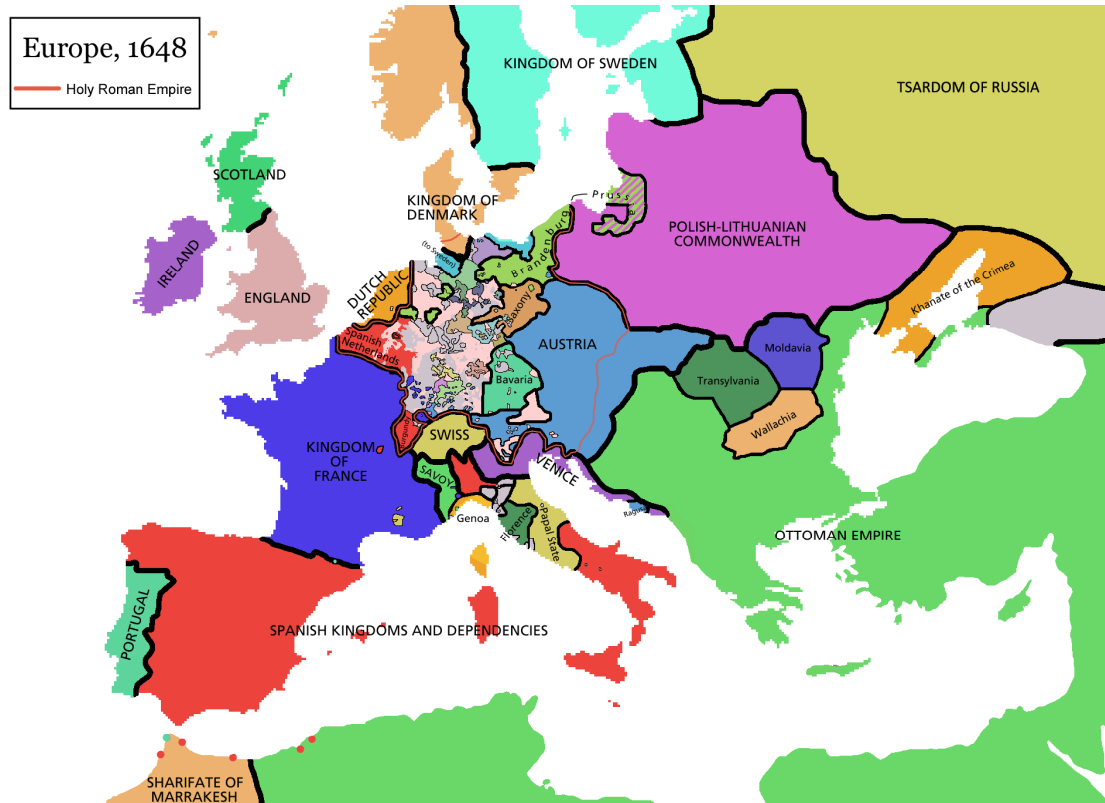 Europe, 1648
Holy Roman Empire
KINGDOM OF SWEDEN
TSARDOM OF RUSSIA
SCOTLAND
KINGDOM OF
DENMARK
Pruss a
POLISH-LITHUANIAN
COMMONWEALTH
IRELAND
ENGLAND
DUTCH
REPUBLIC
(to Sweden)
Brandenburg
Khanate of the Crimea
Spanish
Netherlands
Saxony
AUSTRIA
Moldavia
Bavaria
Transylvania
Wallachia
Burgundy
SWISS
KINGDOM
OF
FRANCE
SAVOY
VENICE
Genoa
Florence
Papal State
OTTOMAN EMPIRE
PORTUGAL
SPANISH KINGDOMS AND DEPENDENCIES
SHARIFATE OF
MARRAKESH